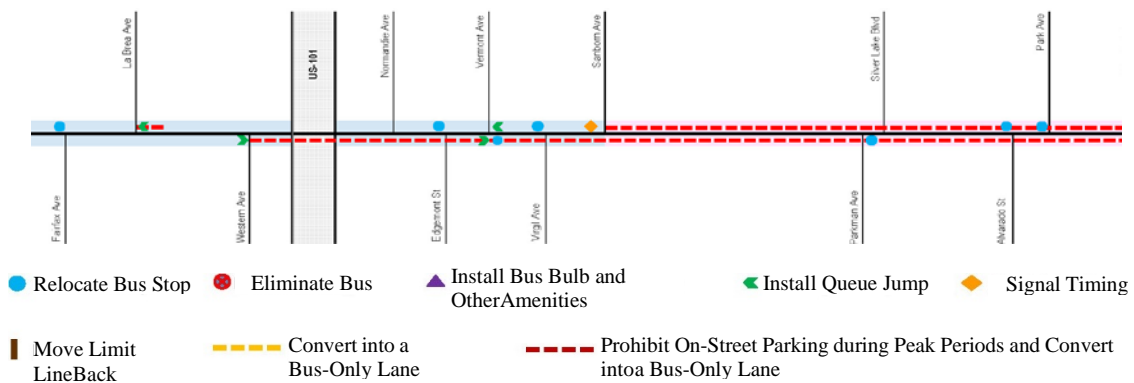 La Brea Ave
US-101
Normandie Ave
Vermont Ave
Sanborn Ave
Silver Lake Blvd
Park Ave
Fairfax Ave
Western Ave
Edgemont St
Virgil Ave
Parkman Ave
Alvarado St
Relocate Bus Stop
Eliminate Bus
Install Bus Bulb and
OtherAmenities
Install Queue Jump
Signal Timing
Move Limit
LineBack
Convert into a
Bus-Only Lane
Prohibit On-Street Parking during Peak Periods and Convert
intoa Bus-Only Lane